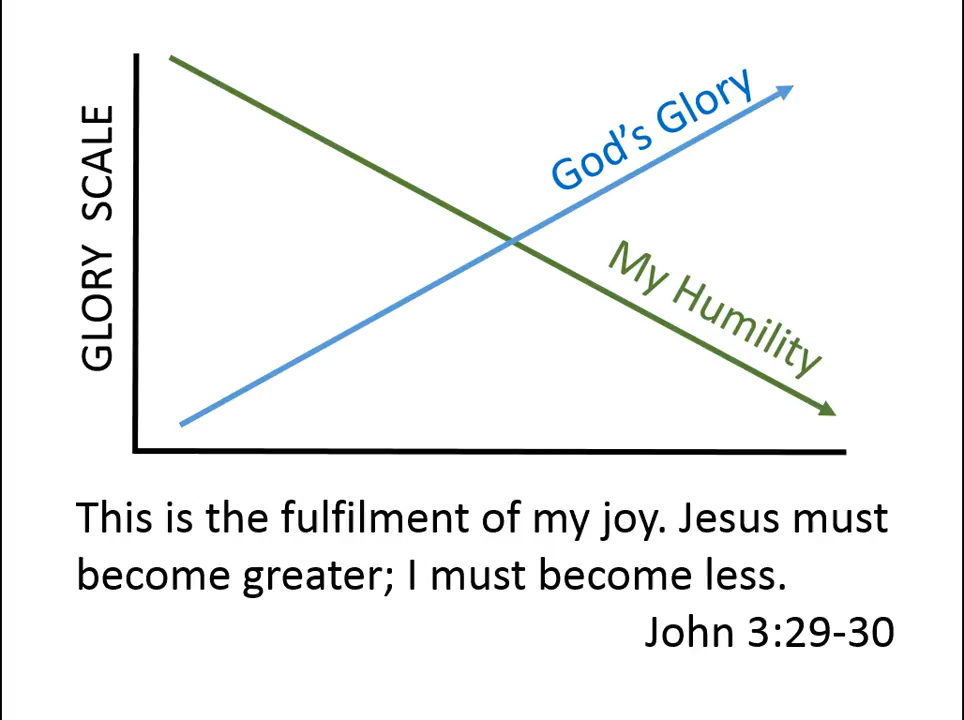 GLORY SCALE
God's Glory
My Humility
This is the fulfilment of my joy. Jesus must
become greater; I must become less.
John 3:29-30